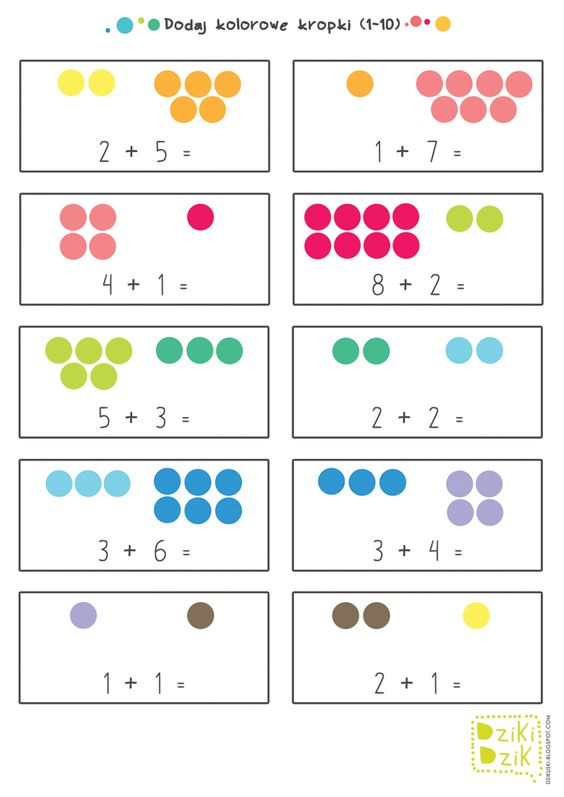 Dodaj kolorowe kropki (1-10)
2 + 5 =
1 + 7 =
4 + 1 =
8 + 2 =
5 + 3 =
2 + 2 =
3 + 6 =
3 + 4 =
1 + 1 =
2 + 1 =
Dziki
Dzik
DZIKUSKI.BLOGSPOT.COM